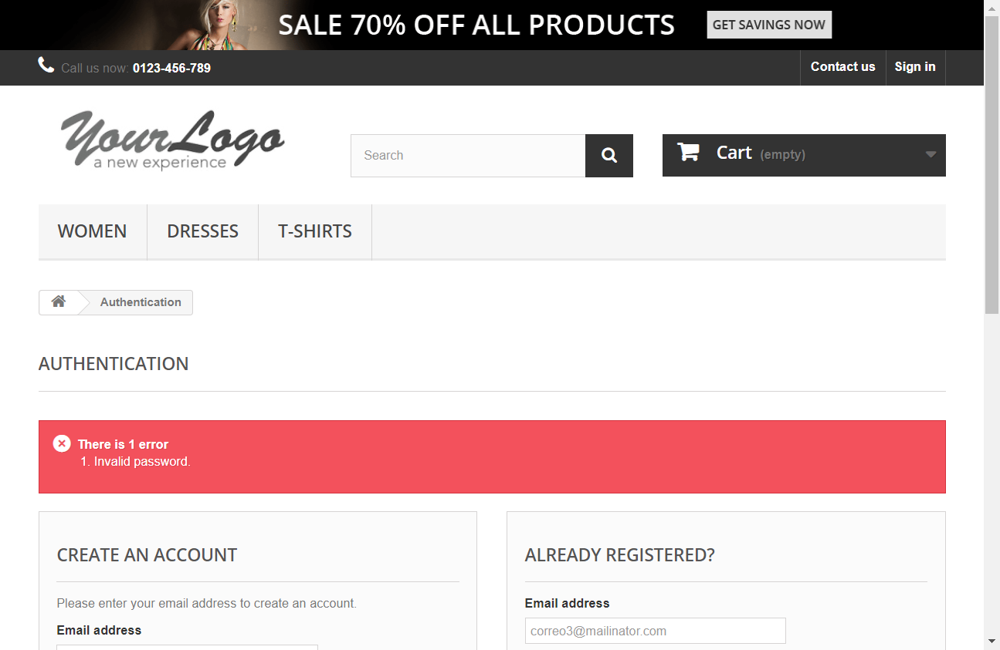 SALE 70% OFF ALL PRODUCTS GET SAVINGS NOW
Call us now: 0123-456-789 Contact us Sign in
YourLogo
a new experience
Search
Cart (empty)
WOMEN DRESSES T-SHIRTS
Authentication
AUTHENTICATION
There is 1 error
1. Invalid password.
CREATE AN ACCOUNT
Please enter your email address to create an account.
Email address
ALREADY REGISTERED?
Email address
correo3@mailinator.com